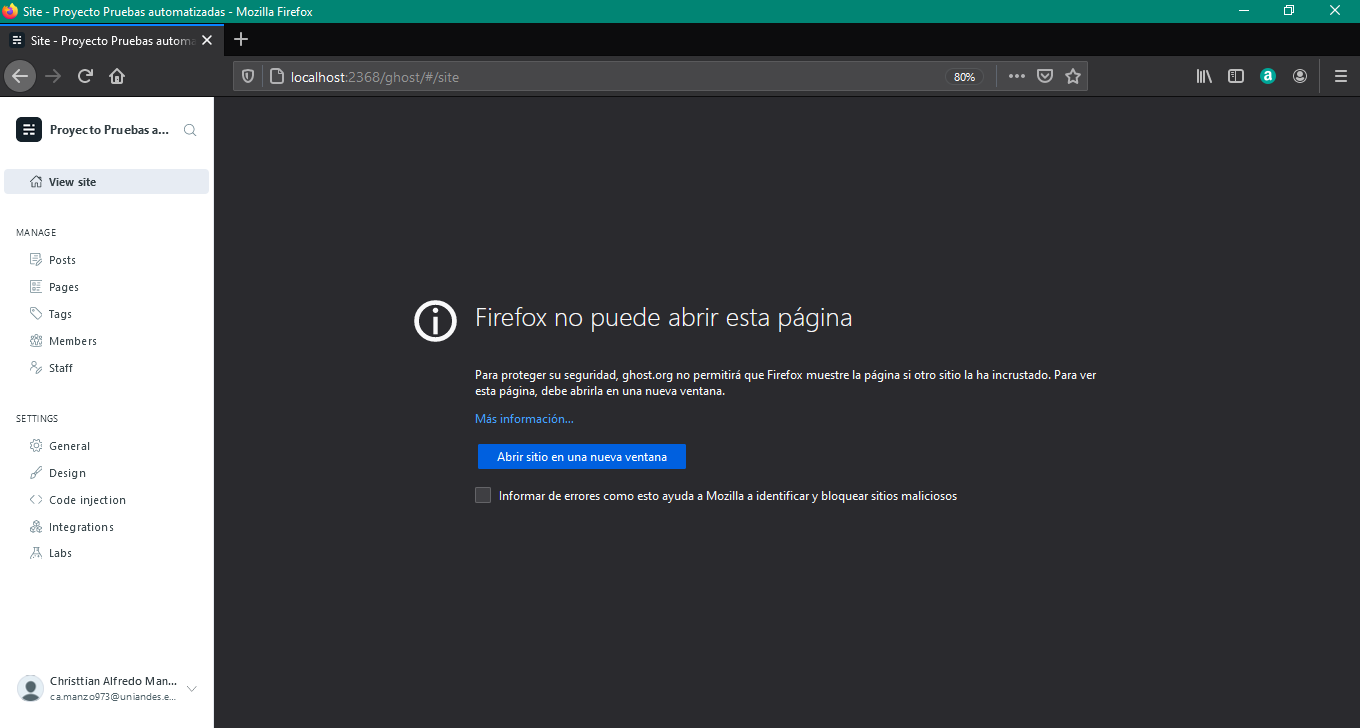 Site - Proyecto Pruebas automatizadas - Mozilla Firefox
Site - Proyecto Pruebas automa
localhost:2368/ghost/#/site
80%
Proyecto Pruebas a...
View site
MANAGE
Posts
Pages
Tags
Members
Staff
SETTINGS
General
Design
Code injection
Integrations
Labs
Christtian Alfredo Man...
ca.manzo973@uniandes.e...
Firefox no puede abrir esta página
Para proteger su seguridad, ghost.org no permitirá que Firefox muestre la página si otro sitio la ha incrustado. Para ver
esta página, debe abrirla en una nueva ventana.
Más información...
Abrir sitio en una nueva ventana
Informar de errores como esto ayuda a Mozilla a identificar y bloquear sitios maliciosos